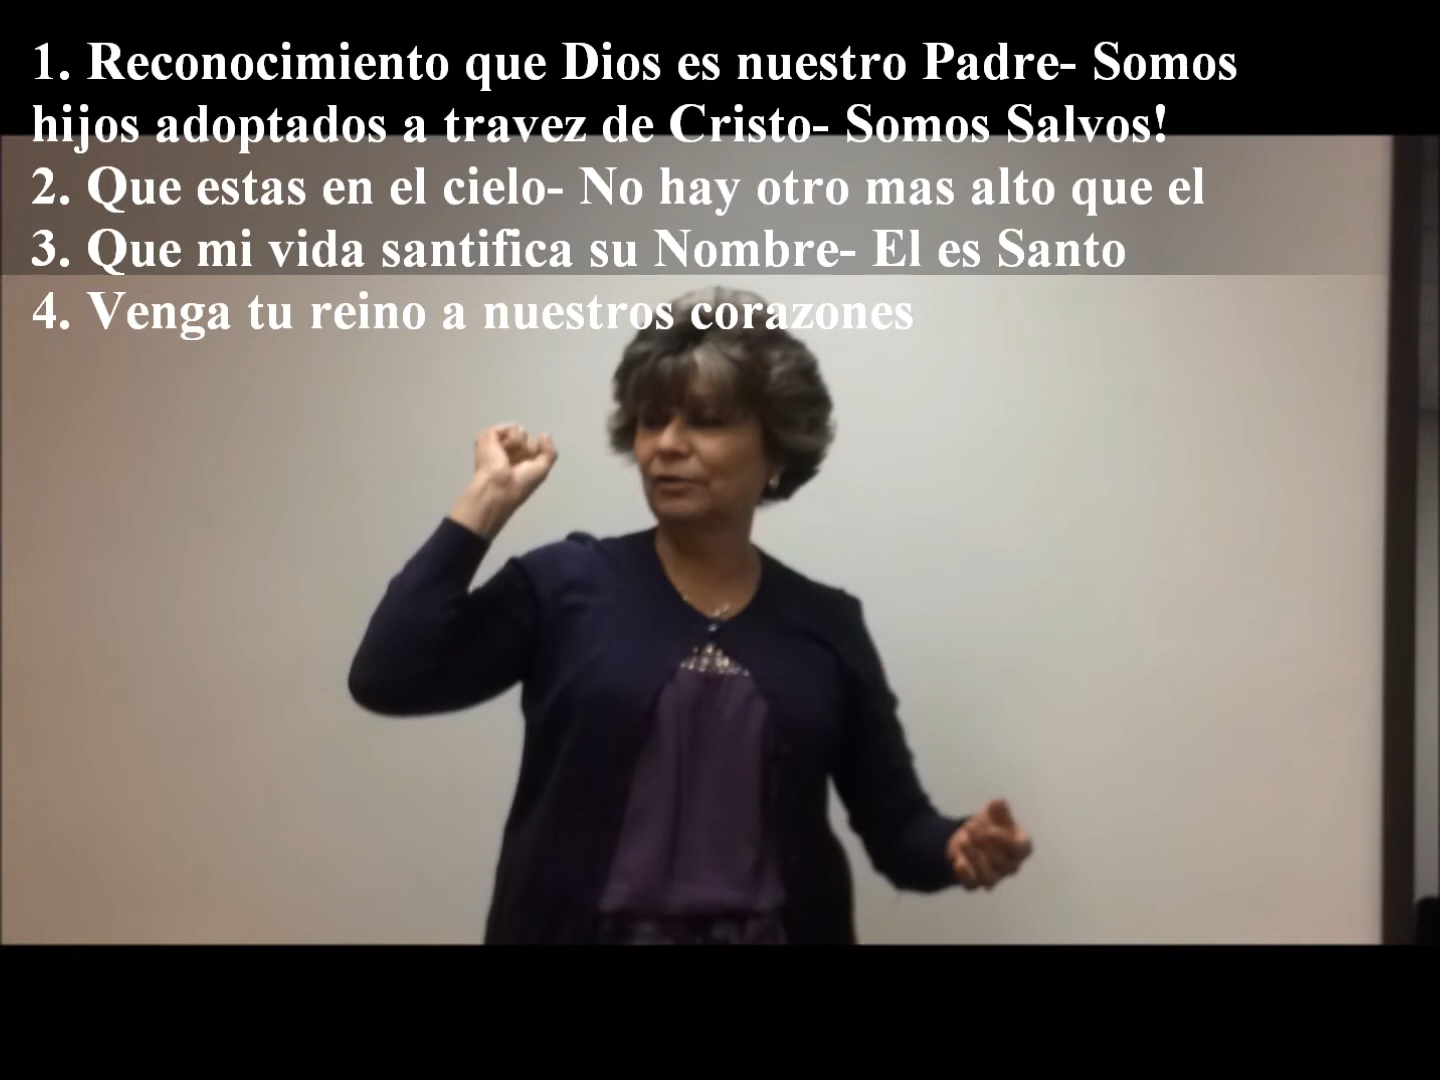 1. Reconocimiento que Dios es nuestro Padre- Somos
hijos adoptados a travez de Cristo- Somos Salvos!
2. Que estas en el cielo- No hay otro mas alto que el
3. Que mi vida santifica su Nombre- El es Santo
4. Venga tu reino a nuestros corazones